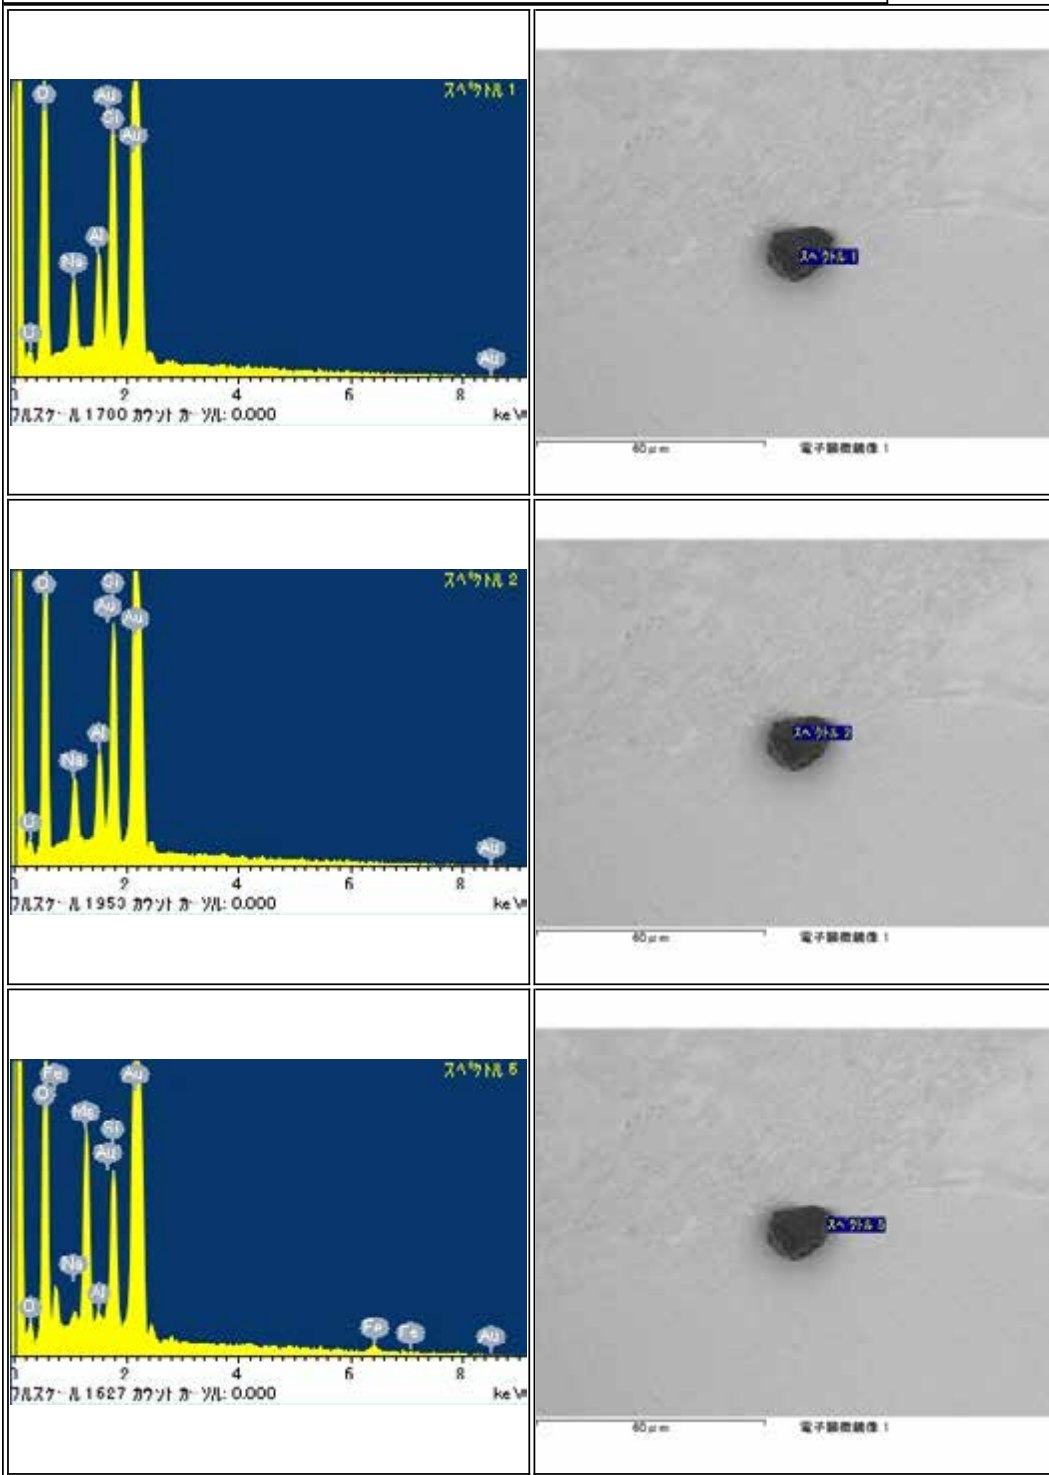 スペクトル 1
O
Au
Si
Au
Al
Na
C
Au
0 2 4 6 8
フルスケール 1780 カウント カーソル: 0.000 keV
スペクトル 1
60μm 電子顕微鏡像 1
スペクトル 2
O
Si
Au
Au
Al
Na
C
Au
0 2 4 6 8
フルスケール 1953 カウント カーソル: 0.000 keV
スペクトル 2
60μm 電子顕微鏡像 1
スペクトル 5
Fe
Au
O
Mg
Si
Au
Na
Al
C
Fe
Fe
Au
0 2 4 6 8
フルスケール 1627 カウント カーソル: 0.000 keV
スペクトル 5
60μm 電子顕微鏡像 1